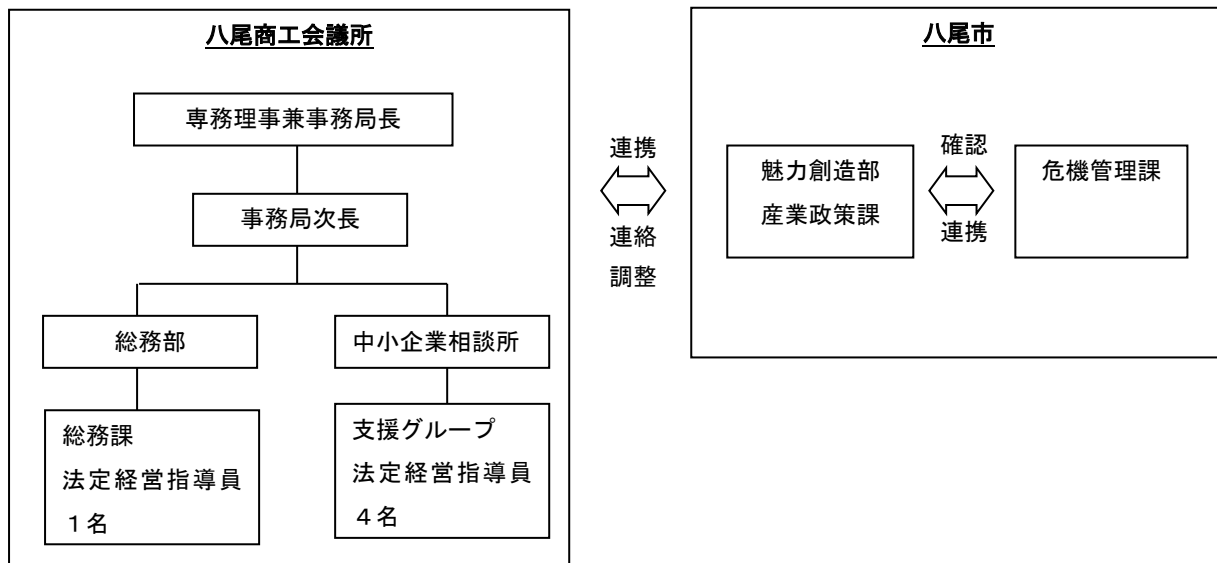 八尾商工会議所
専務理事兼事務局長
事務局次長
総務部
中小企業相談所
総務課
法定経営指導員
１名
支援グループ
法定経営指導員
４名
連携
連絡
調整
八尾市
魅力創造部
産業政策課
確認
連携
危機管理課